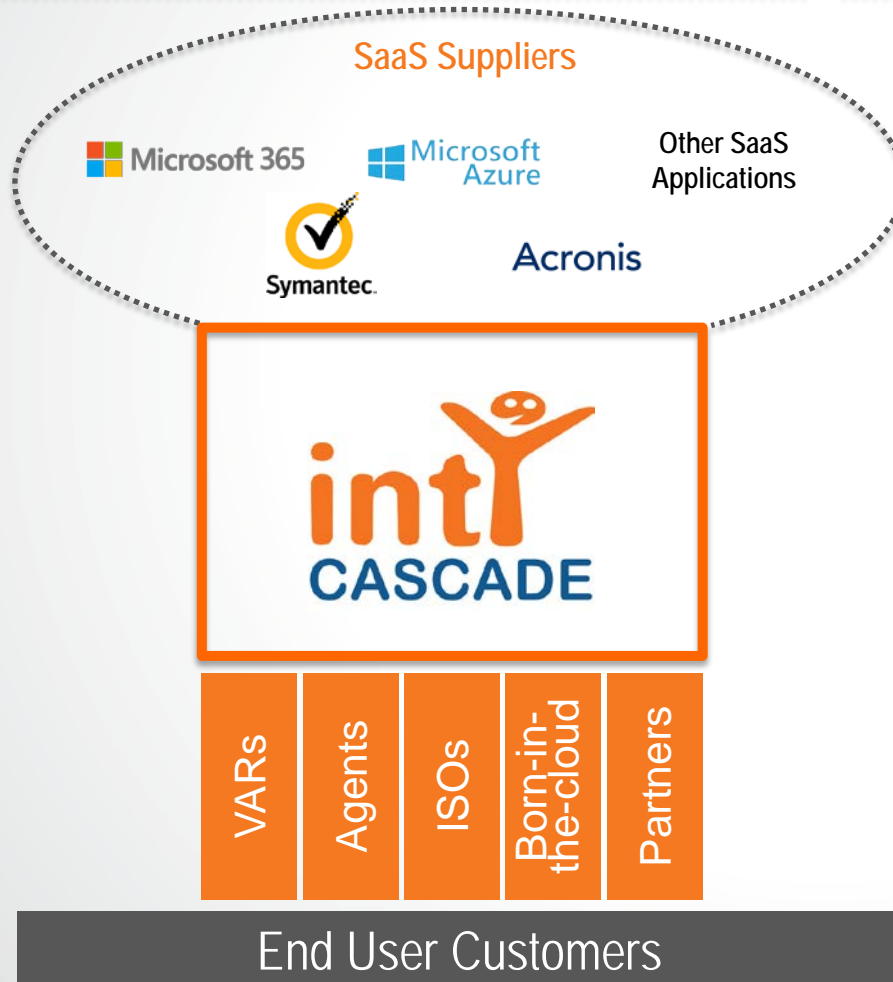 SaaS Suppliers
Microsoft 365
Microsoft
Azure
Other SaaS
Applications
Symantec.
Acronis
intY
CASCADE
VARs
Agents
ISOs
Born-in-
the-cloud
Partners
End User Customers